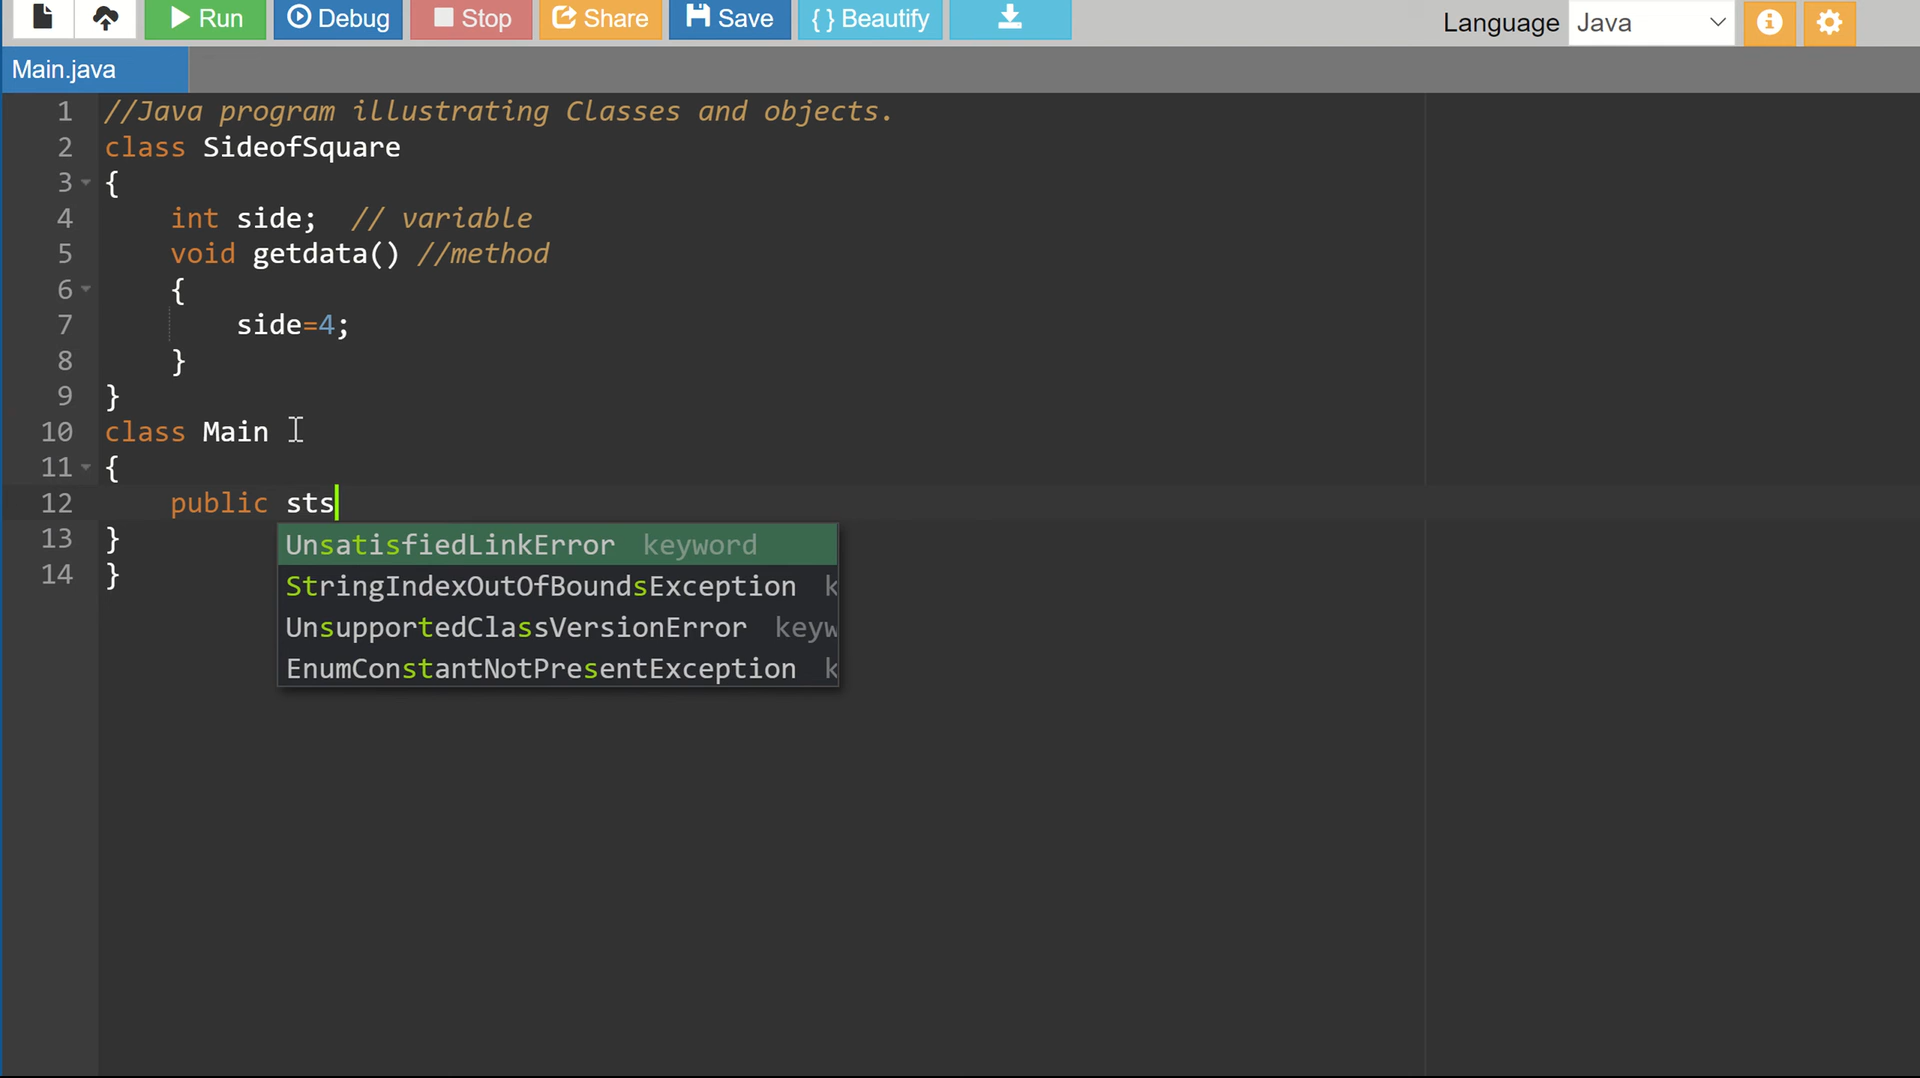 Run Debug Stop Share Save { } Beautify Language Java
Main.java
1 //Java program illustrating Classes and objects.
2 class SideofSquare
3 {
4 int side; // variable
5 void getdata() //method
6 {
7 side=4;
8 }
9 }
10 class Main
11 {
12 public sts
13 }
14 }
UnsatisfiedLinkError keyword
StringIndexOutOfBoundsException k
UnsupportedClassVersionError keyw
EnumConstantNotPresentException k